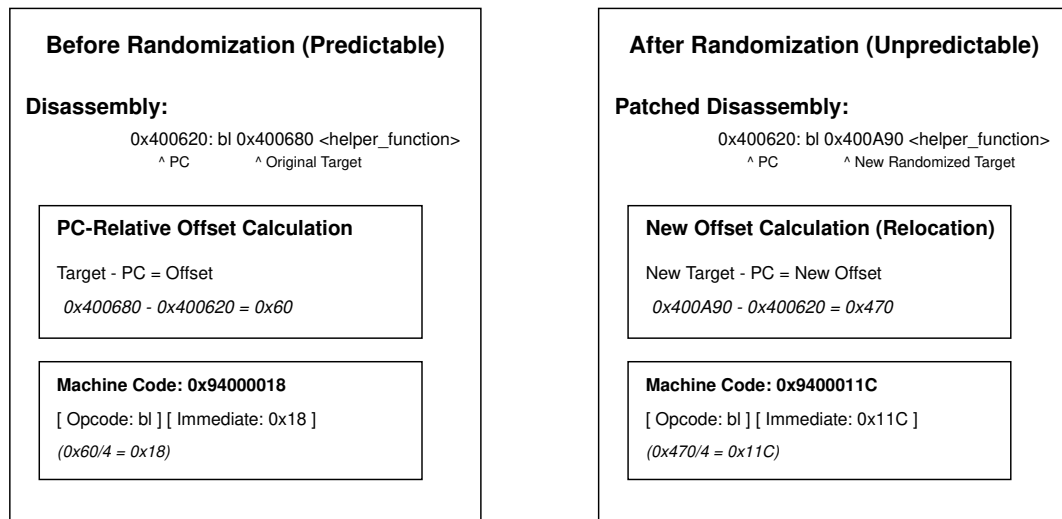 Before Randomization (Predictable)
Disassembly:
0x400620: bl 0x400680 <helper_function>
^ PC ^ Original Target
PC-Relative Offset Calculation
Target - PC = Offset
0x400680 - 0x400620 = 0x60
Machine Code: 0x94000018
[ Opcode: bl ] [ Immediate: 0x18 ]
(0x60/4 = 0x18)
After Randomization (Unpredictable)
Patched Disassembly:
0x400620: bl 0x400A90 <helper_function>
^ PC ^ New Randomized Target
New Offset Calculation (Relocation)
New Target - PC = New Offset
0x400A90 - 0x400620 = 0x470
Machine Code: 0x9400011C
[ Opcode: bl ] [ Immediate: 0x11C ]
(0x470/4 = 0x11C)